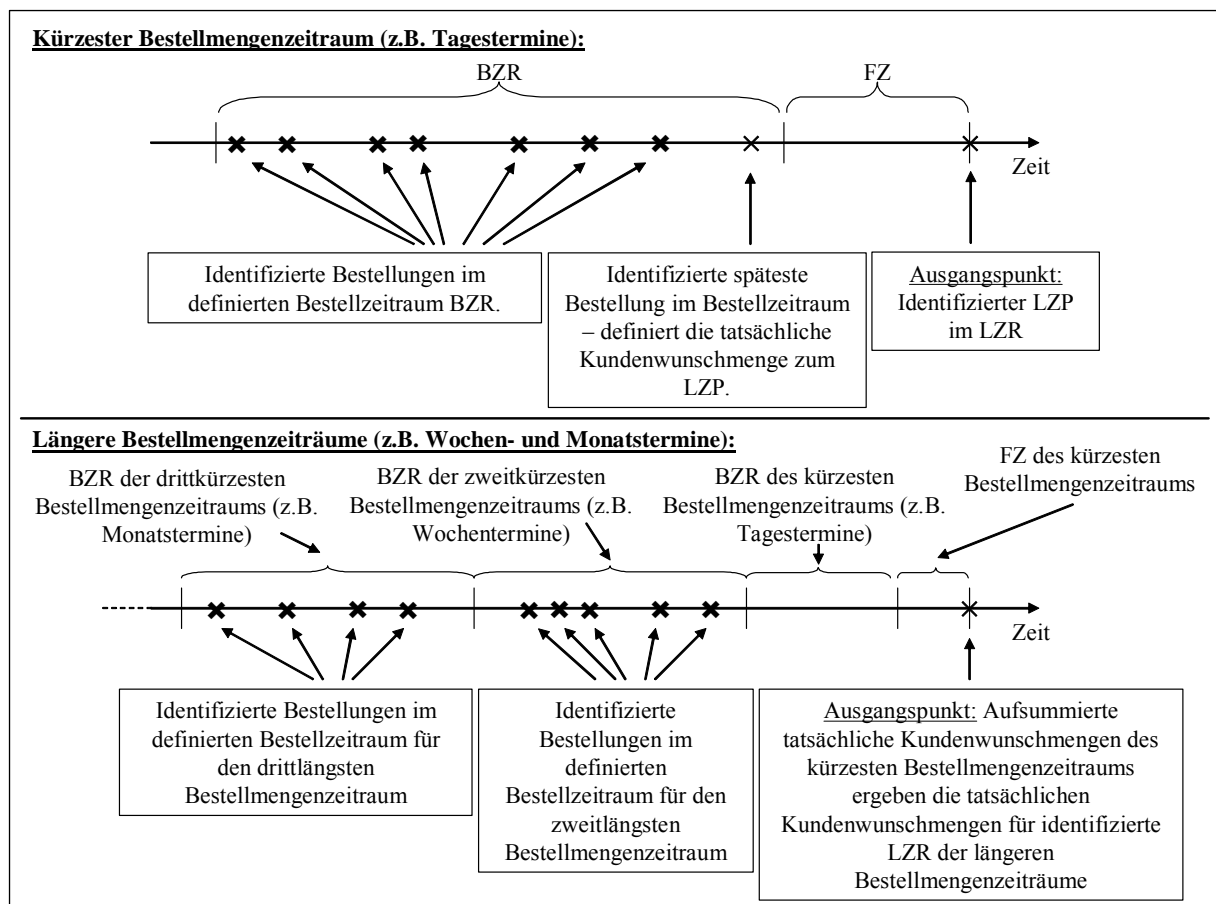 Kürzester Bestellmengenzeitraum (z.B. Tagestermine):
BZR
FZ
Zeit
Identifizierte Bestellungen im
definierten Bestellzeitraum BZR.
Identifizierte späteste
Bestellung im Bestellzeitraum
– definiert die tatsächliche
Kundenwunschmenge zum
LZP.
Ausgangspunkt:
Identifizierter LZP
im LZR
Längere Bestellmengenzeiträume (z.B. Wochen- und Monatstermine):
BZR der drittkürzesten
Bestellmengenzeitraums (z.B.
Monatstermine)
BZR der zweitkürzesten
Bestellmengenzeitraums (z.B.
Wochentermine)
BZR des kürzesten
Bestellmengenzeitraums (z.B.
Tagestermine)
FZ des kürzesten
Bestellmengenzeitraums
Zeit
Identifizierte Bestellungen im
definierten Bestellzeitraum für
den drittlängsten
Bestellmengenzeitraum
Identifizierte
Bestellungen im
definierten
Bestellzeitraum für den
zweitlängsten
Bestellmengenzeitraum
Ausgangspunkt: Aufsummierte
tatsächliche Kundenwunschmengen des
kürzesten Bestellmengenzeitraums
ergeben die tatsächlichen
Kundenwunschmengen für identifizierte
LZR der längeren
Bestellmengenzeiträume